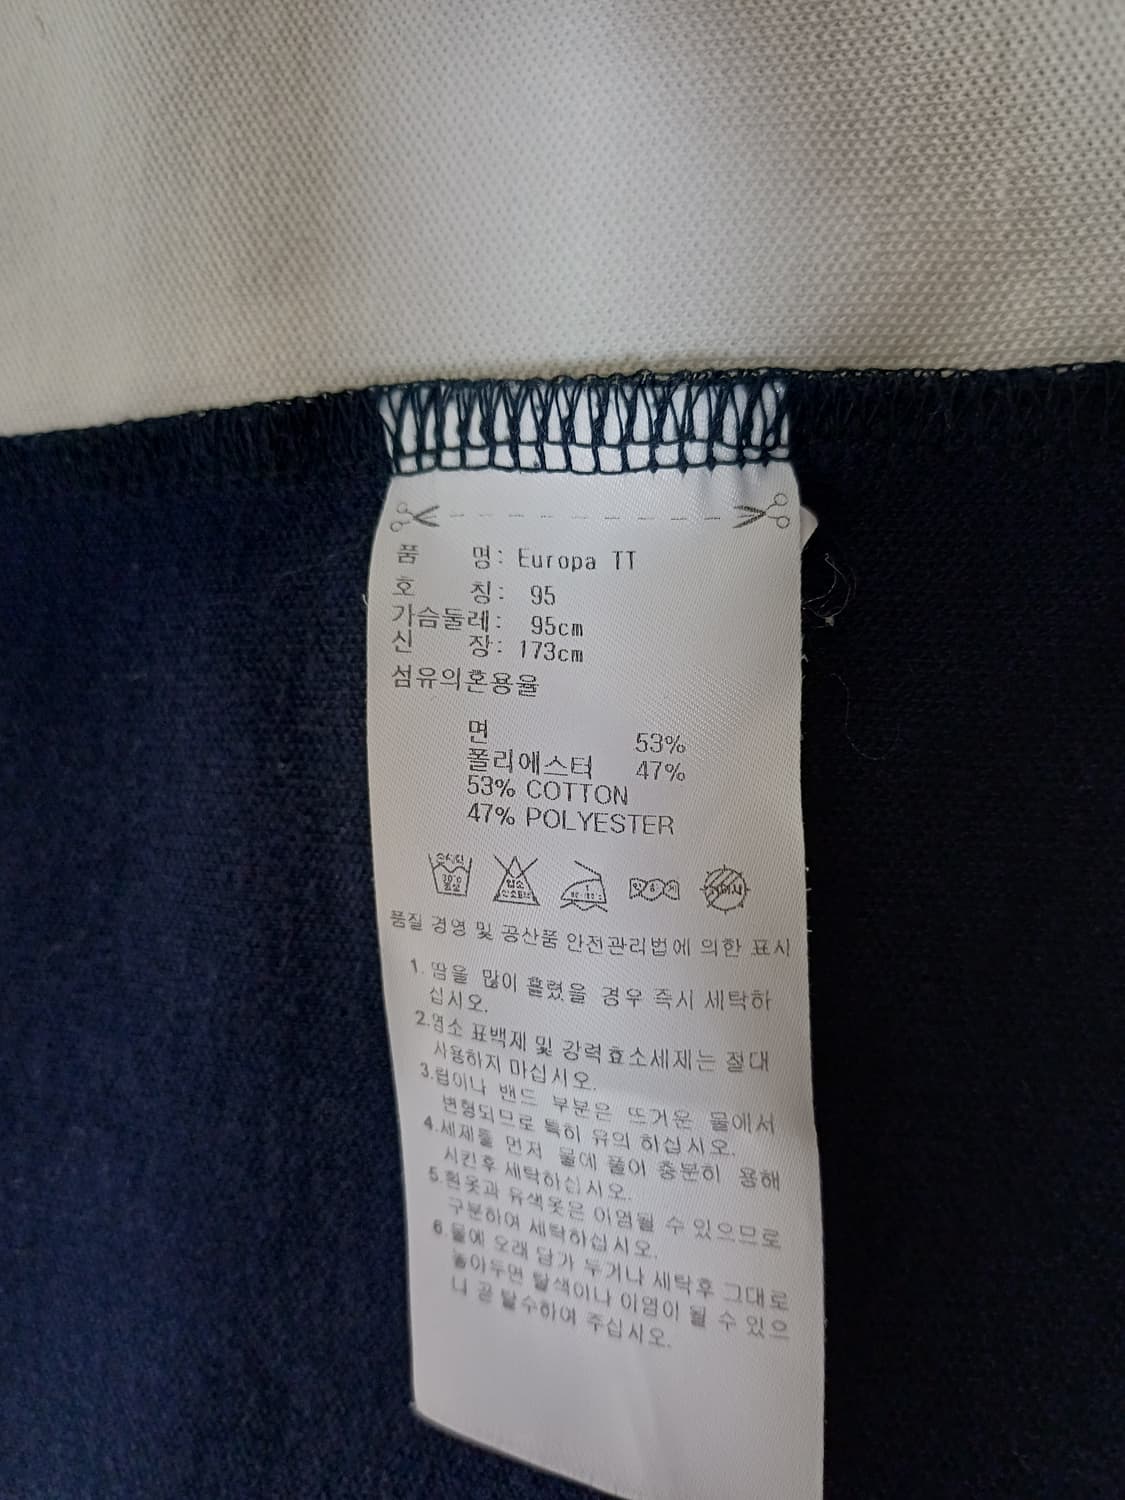 품 명: Europa TT
호 칭: 95
가슴둘레: 95cm
신 장: 173cm
섬유의혼용율
면 53%
폴리에스터 47%
53% COTTON
47% POLYESTER
품질 경영 및 공산품 안전관리법에 의한 표시
1. 땀을 많이 흘렸을 경우 즉시 세탁하
십시오.
2.염소 표백제 및 강력효소세제는 절대
사용하지 마십시오.
3.립이나 밴드 부분은 뜨거운 물에서
변형되므로 특히 유의 하십시오.
4.세제를 먼저 물에 풀어 충분히 용해
시킨후 세탁하십시오.
5.흰옷과 유색옷은 이염될 수 있으므로
구분하여 세탁하십시오.
6.물에 오래 담가 두거나 세탁후 그대로
놓아두면 탈색이나 이염이 될 수 있으
니 곧 탈수하여 주십시오.